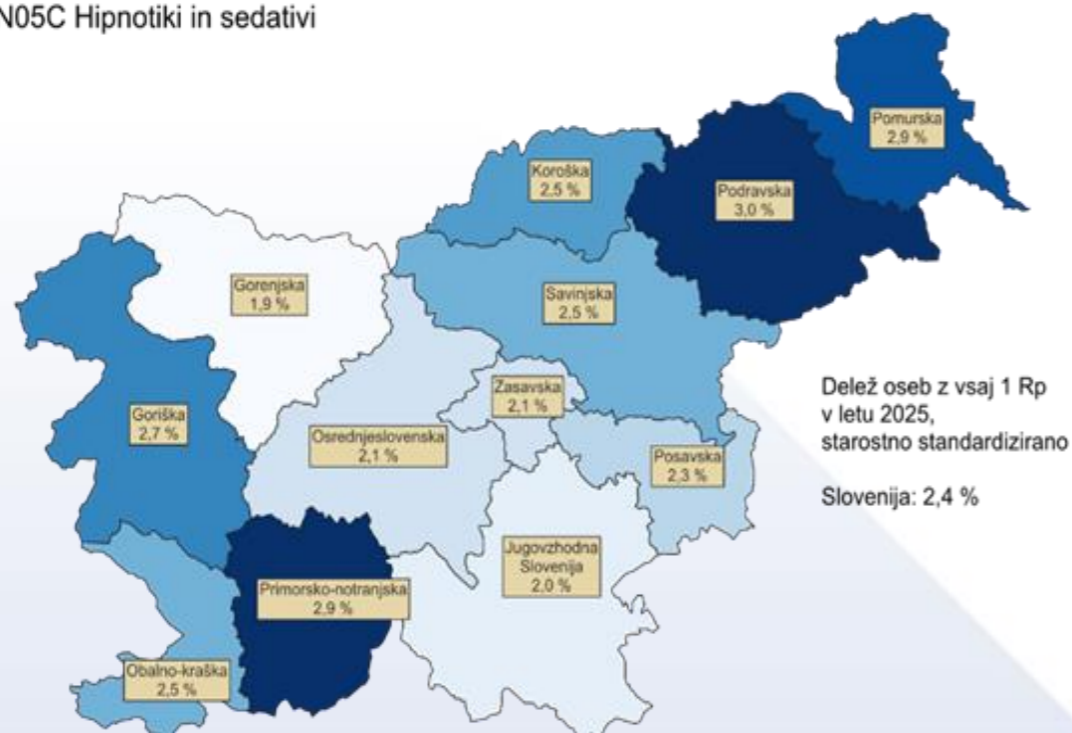 N05C Hipnotiki in sedativi
Pomurska
2,9 %
Koroška
2,5 %
Podravska
3,0 %
Gorenjska
1,9 %
Savinjska
2,5 %
Zasavska
2,1 %
Goriška
2,7 %
Osrednjeslovenska
2,1 %
Posavska
2,3 %
Jugovzhodna
Slovenija
2,0 %
Primorsko-notranjska
2,9 %
Obalno-kraška
2,5 %
Delež oseb z vsaj 1 Rp
v letu 2025,
starostno standardizirano
Slovenija: 2,4 %